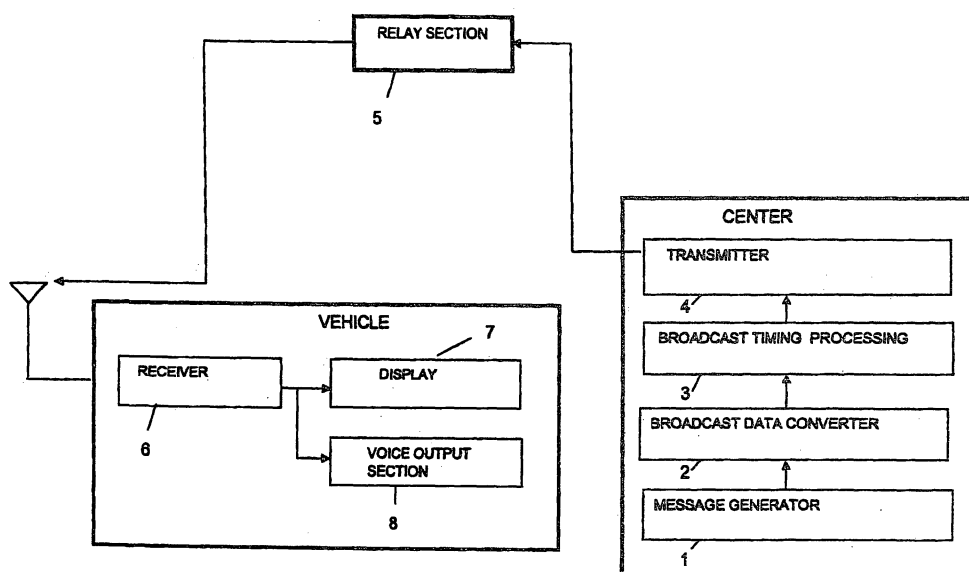 RELAY SECTION
5
CENTER
TRANSMITTER
4
BROADCAST TIMING PROCESSING
3
BROADCAST DATA CONVERTER
2
MESSAGE GENERATOR
1
VEHICLE
7
RECEIVER
6
DISPLAY
VOICE OUTPUT
SECTION
8